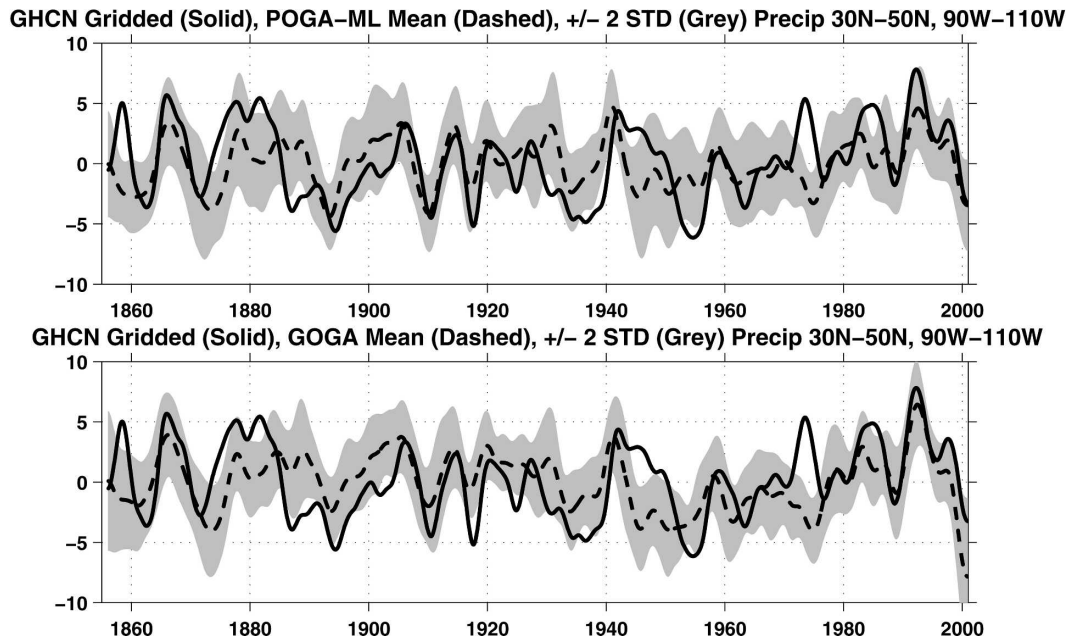 GHCN Gridded (Solid), POGA−ML Mean (Dashed), +/− 2 STD (Grey) Precip 30N−50N, 90W−110W
10
5
0
−5
−10
1860 1880 1900 1920 1940 1960 1980 2000
GHCN Gridded (Solid), GOGA Mean (Dashed), +/− 2 STD (Grey) Precip 30N−50N, 90W−110W
10
5
0
−5
−10
1860 1880 1900 1920 1940 1960 1980 2000